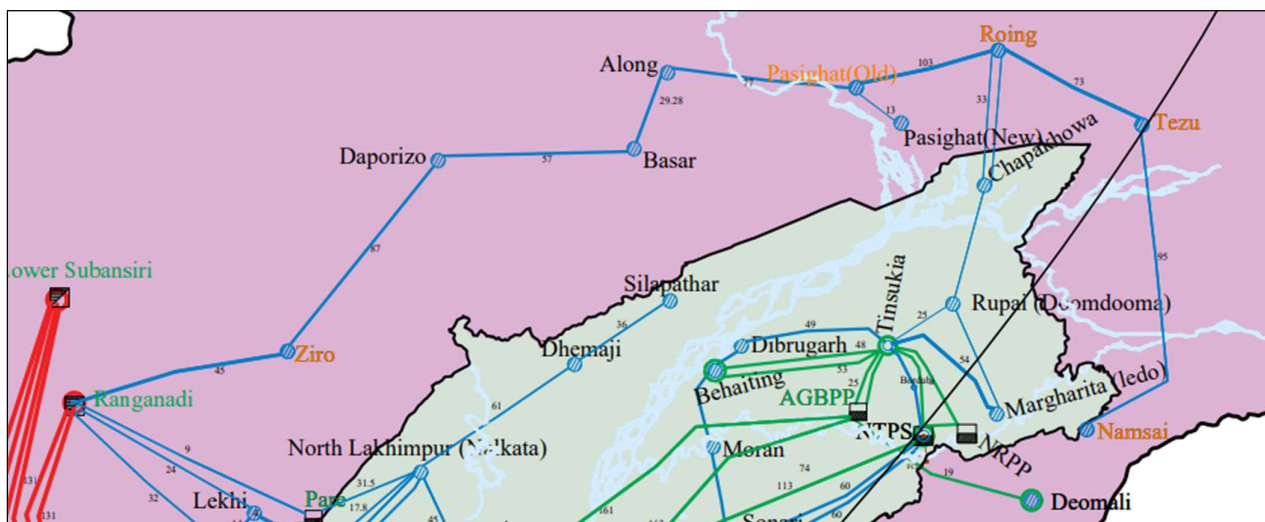 Roing
103
73
Along
Pasighat(Old)
77
29.28
33
13
Tezu
Pasighat(New)
Chapakhowa
Daporizo
57
Basar
87
95
Lower Subansiri
Silapathar
Rupai (Doomdooma)
Tinsukia
25
36
49
Dhemaji
Dibrugarh
48
Ziro
53
54
45
Behaiting
25
Bordubi
AGBPP
Margharita (ledo)
Ranganadi
61
NTPS
NRPP
Namsai
9
North Lakhimpur (Nalkata)
Moran
24
74
19
131
32
31.5
113
60
Lekhi
Pare
17.8
Deomali
131
45
161
60
Sonari